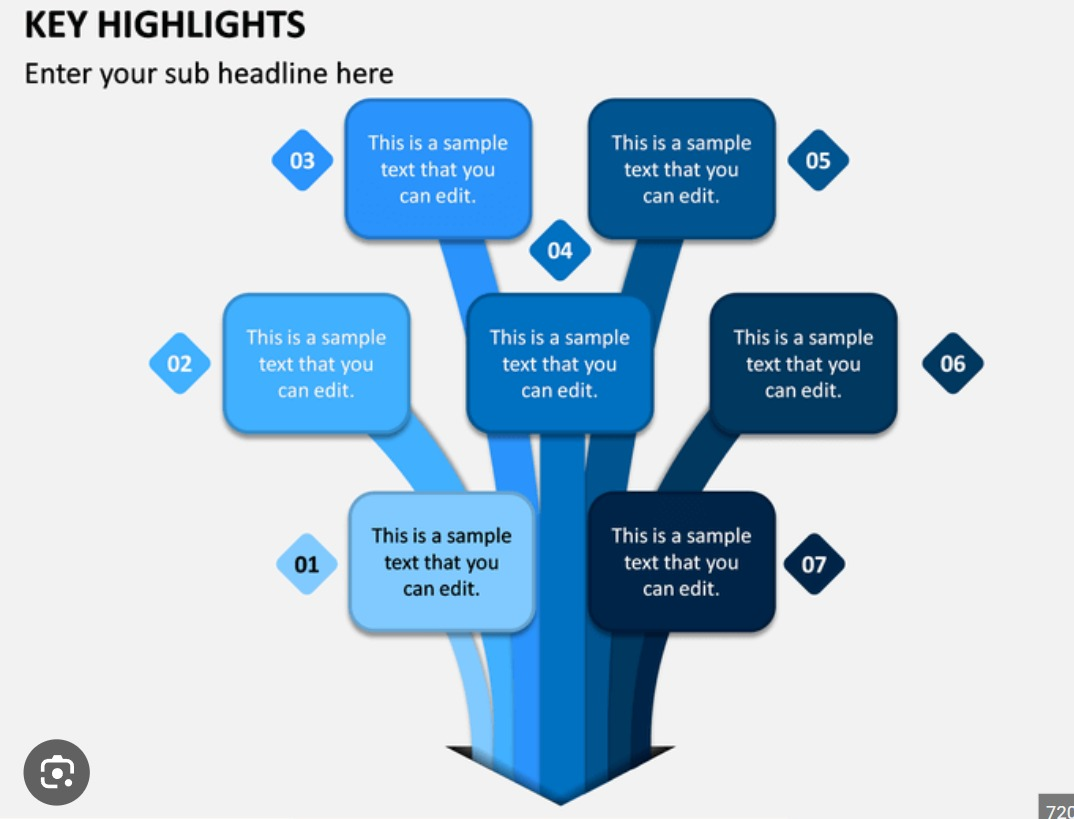 KEY HIGHLIGHTS
Enter your sub headline here
03
This is a sample
text that you
can edit.
This is a sample
text that you
can edit.
05
04
02
This is a sample
text that you
can edit.
This is a sample
text that you
can edit.
This is a sample
text that you
can edit.
06
01
This is a sample
text that you
can edit.
This is a sample
text that you
can edit.
07
720